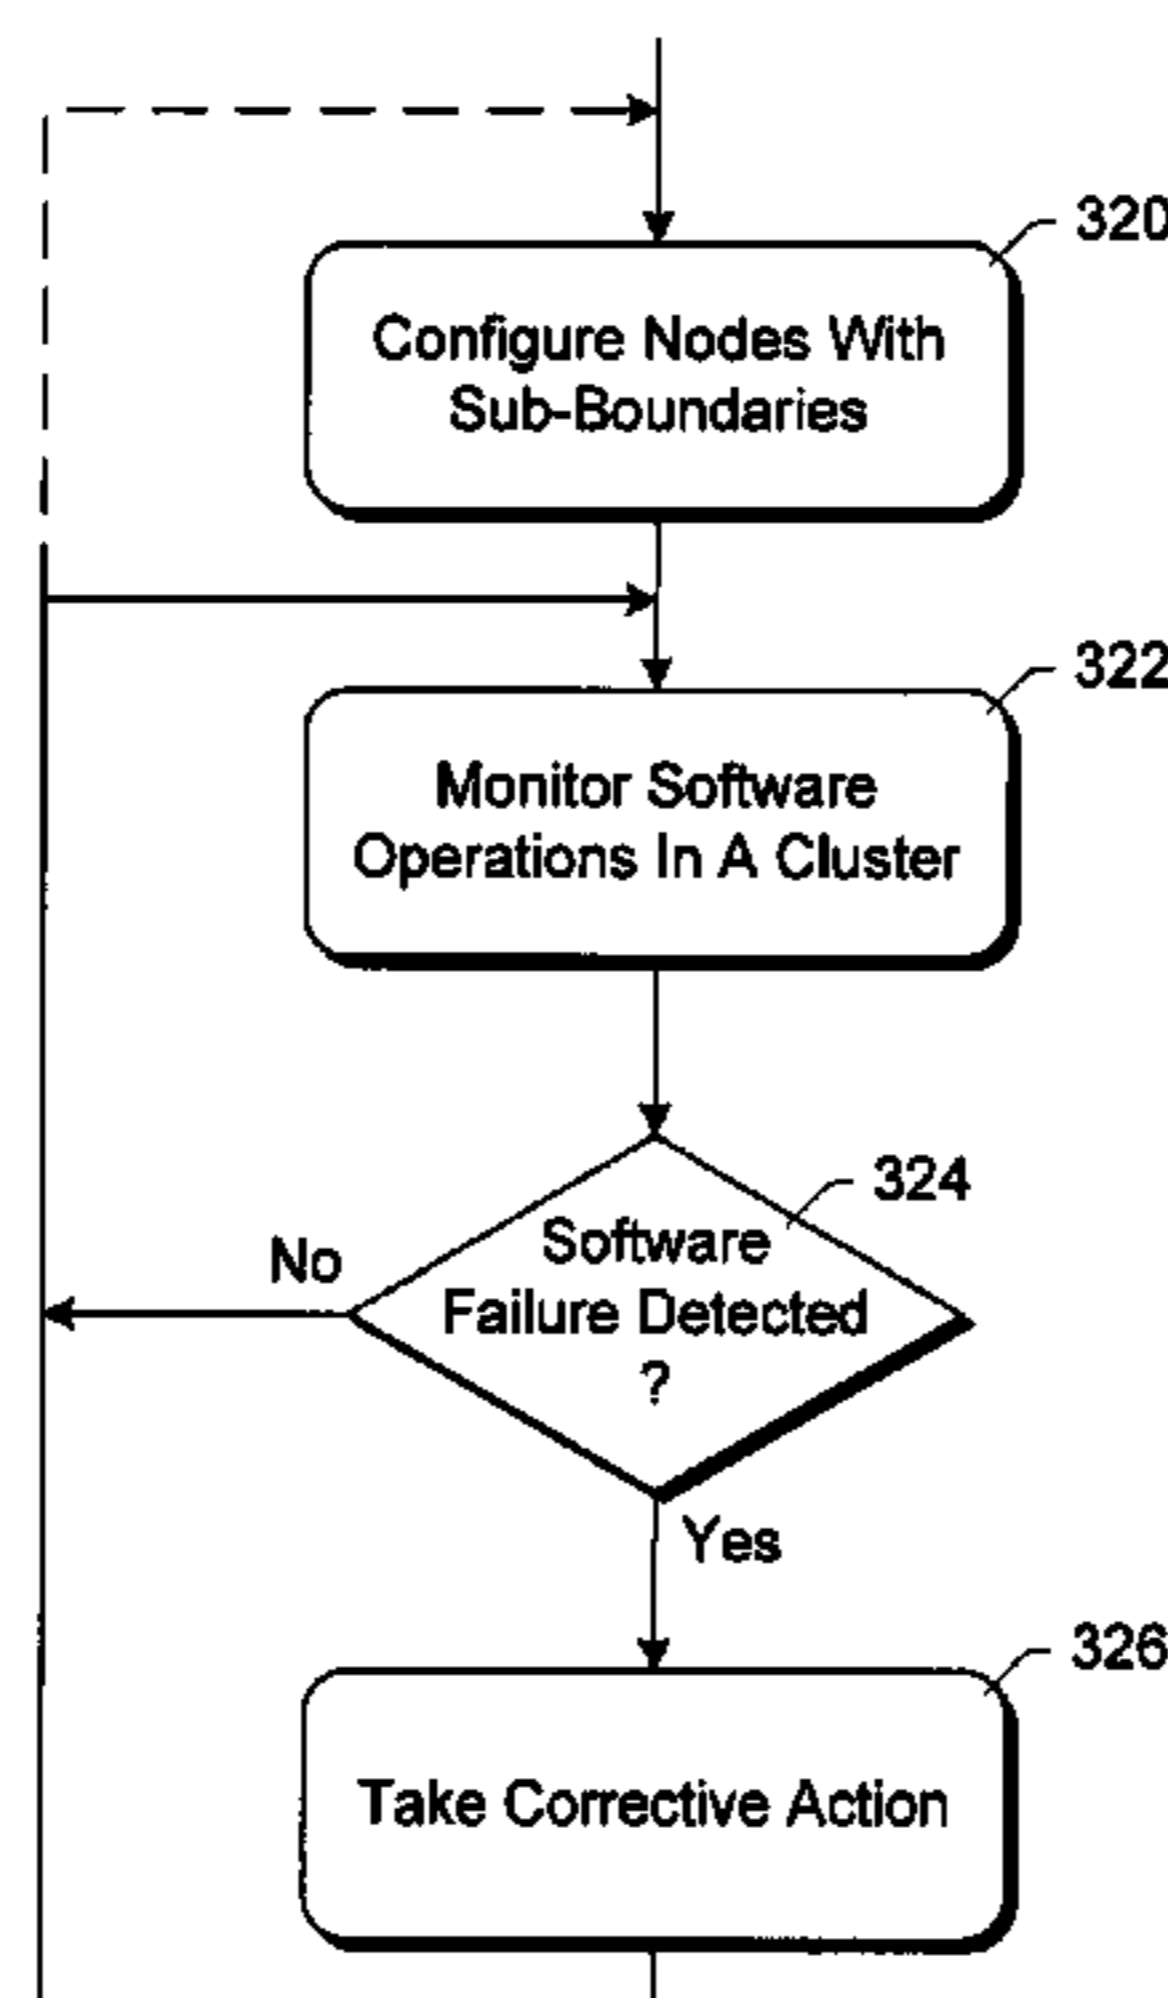 320
Configure Nodes With
Sub-Boundaries
322
Monitor Software
Operations In A Cluster
324
Software
Failure Detected
?
No
Yes
326
Take Corrective Action